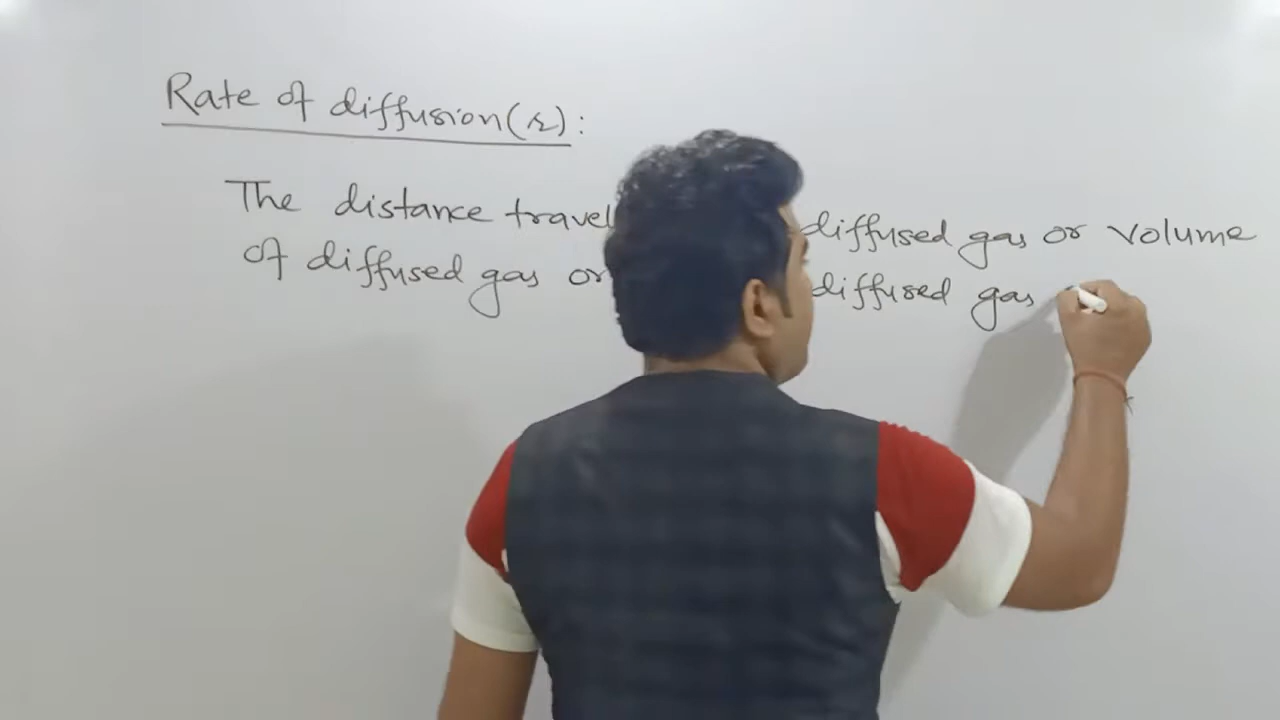 Rate of diffusion(r):
The distance travel diffused gas or volume
of diffused gas or diffused gas